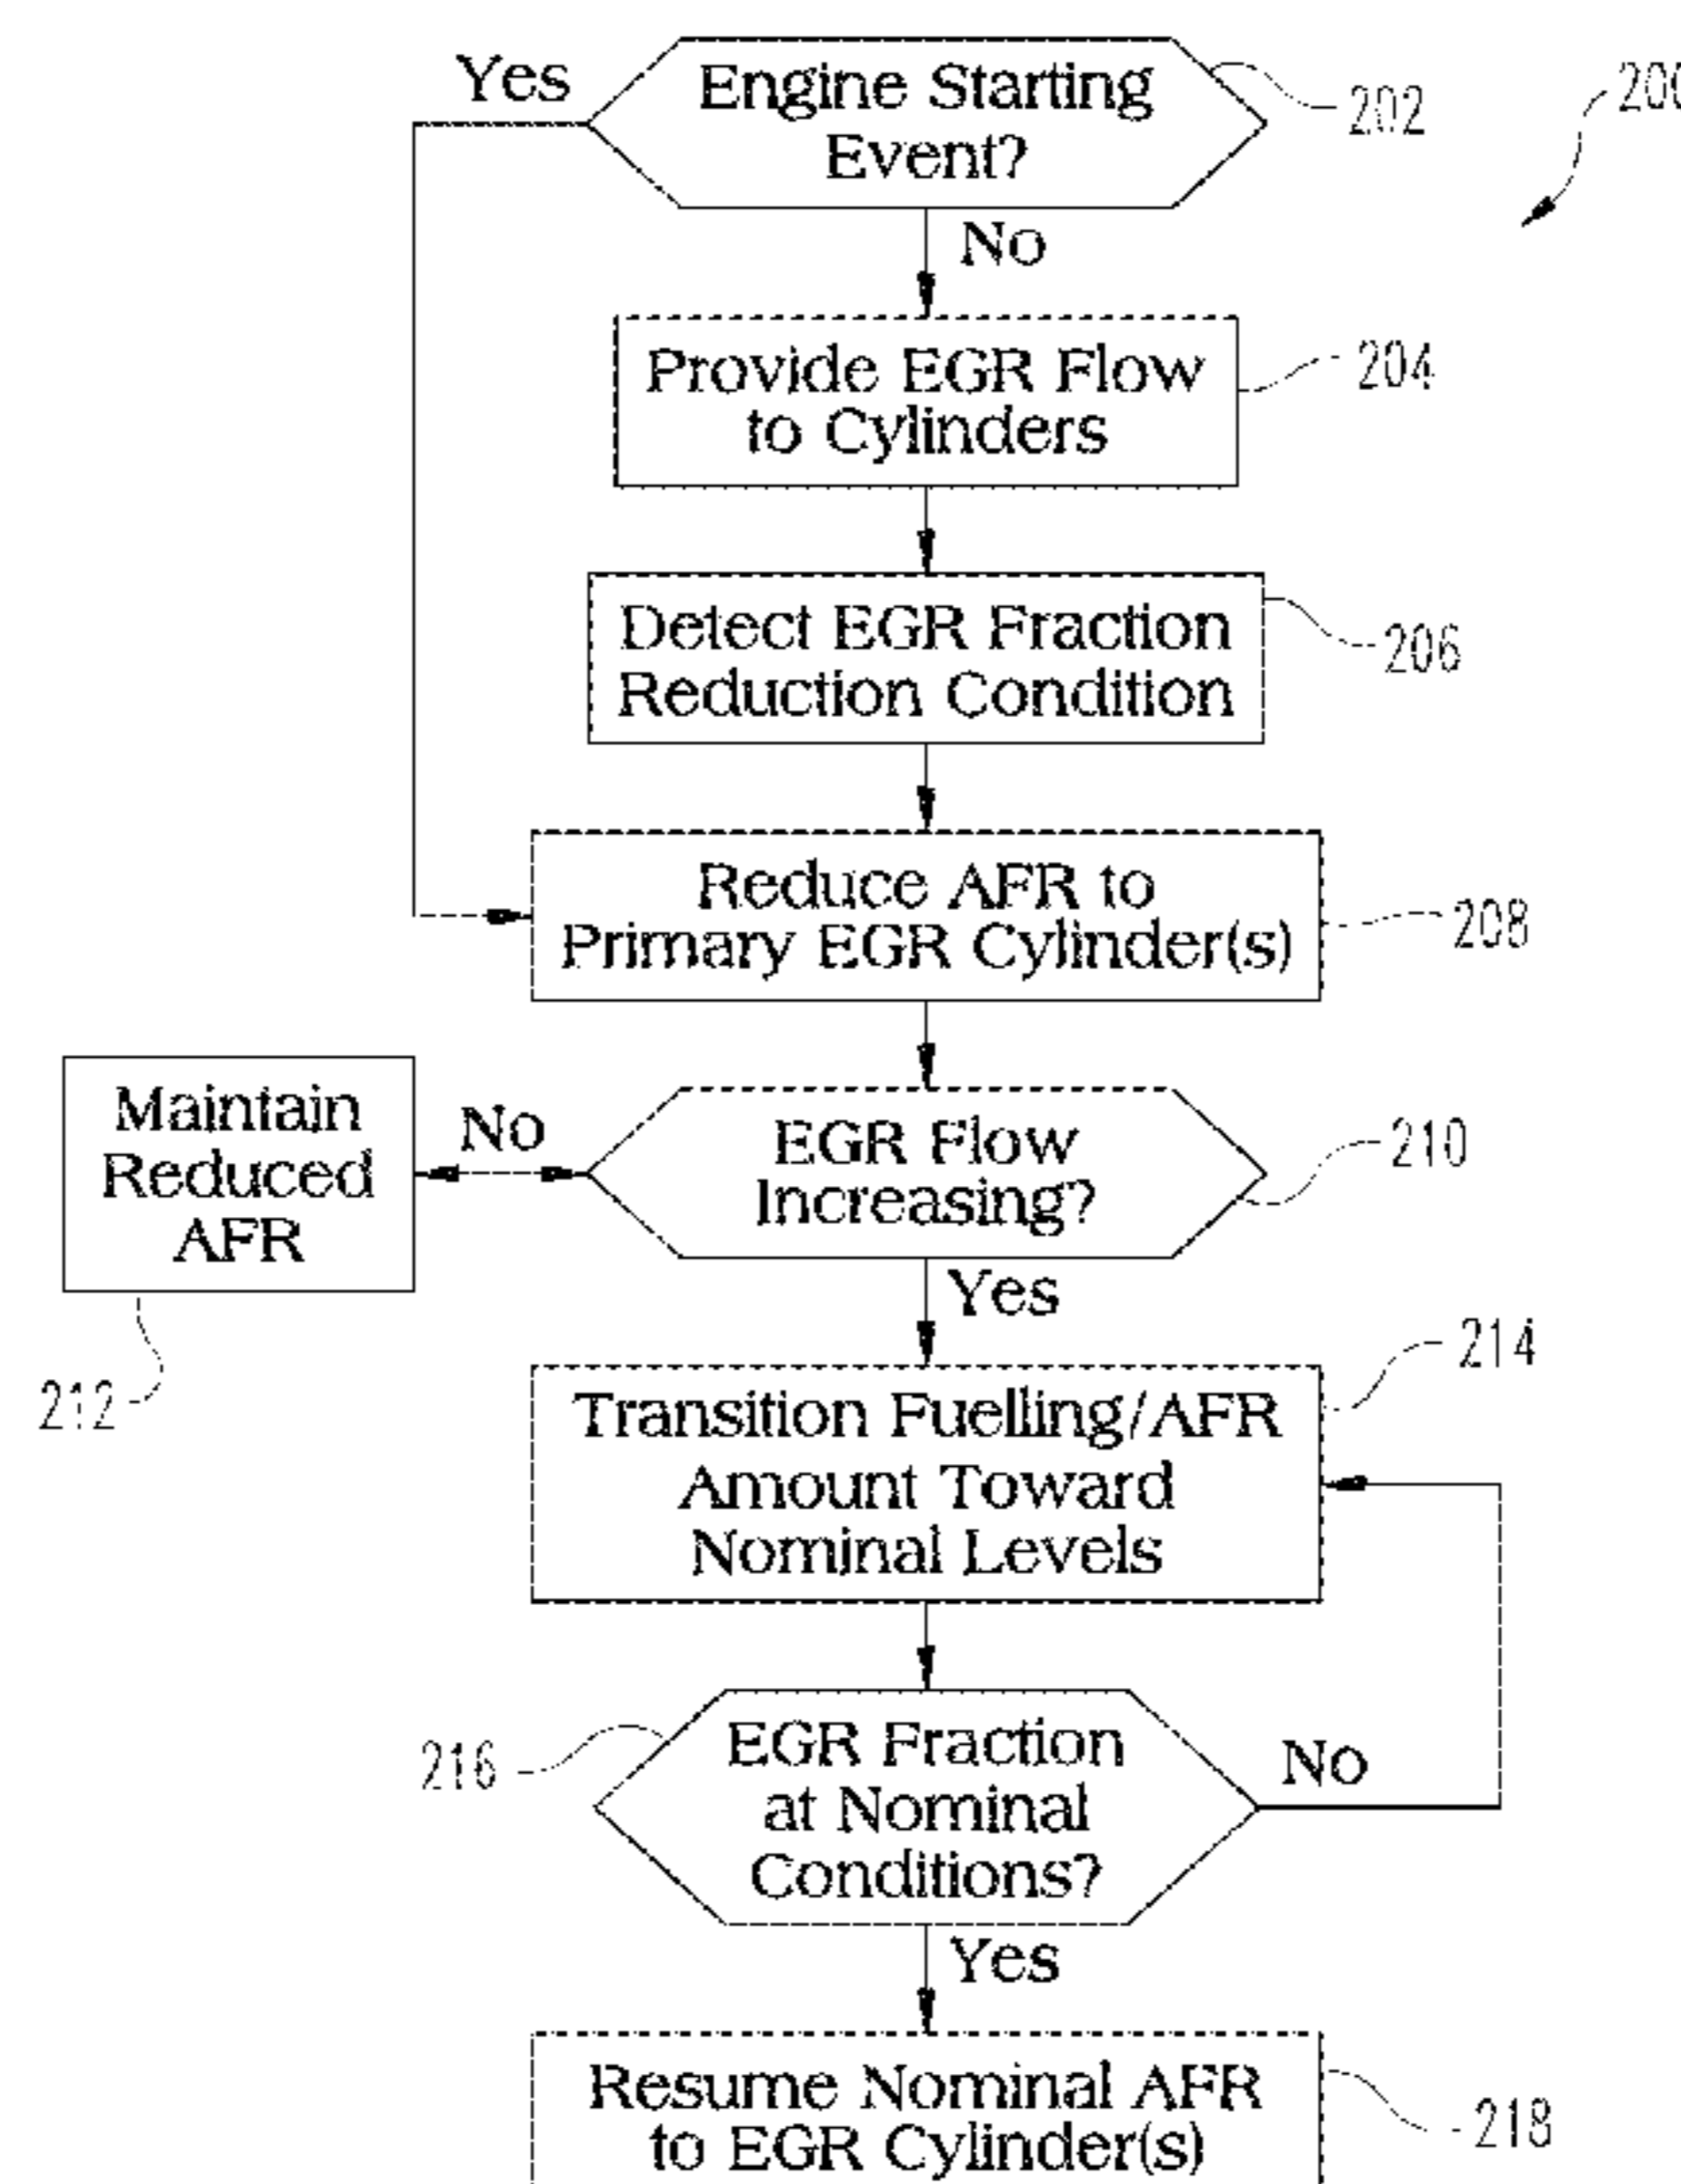 Yes
Engine Starting
Event?
202
200
No
Provide EGR Flow
to Cylinders
204
Detect EGR Fraction
Reduction Condition
206
Reduce AFR to
Primary EGR Cylinder(s)
208
Maintain
Reduced
AFR
212
No
EGR Flow
Increasing?
210
Yes
Transition Fuelling/AFR
Amount Toward
Nominal Levels
214
216
EGR Fraction
at Nominal
Conditions?
No
Yes
Resume Nominal AFR
to EGR Cylinder(s)
218